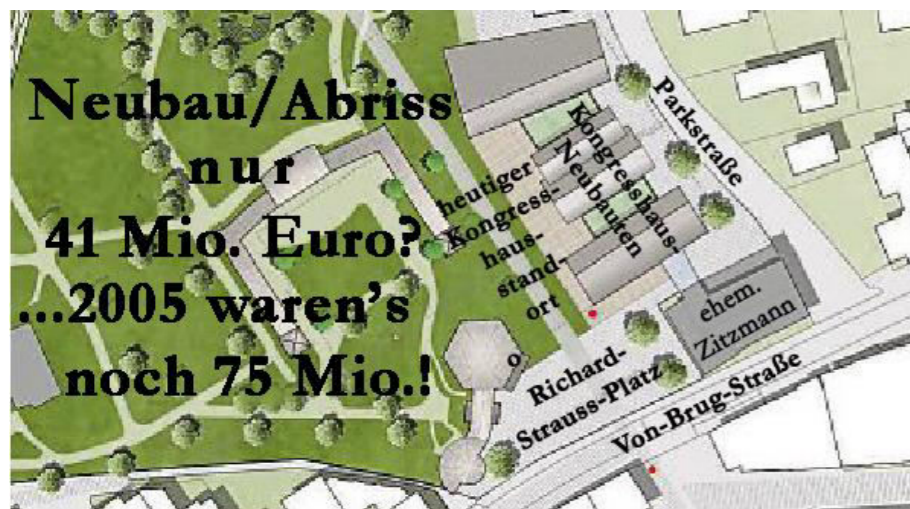 Neubau/Abriss
nur
41 Mio. Euro?
...2005 waren's
noch 75 Mio.!
heutiger
Kongress-
haus-
stand-
ort
Kongresshaus-
Neubauten
Parkstraße
ehem.
Zitzmann
Richard-
Strauss-Platz
Von-Brug-Straße